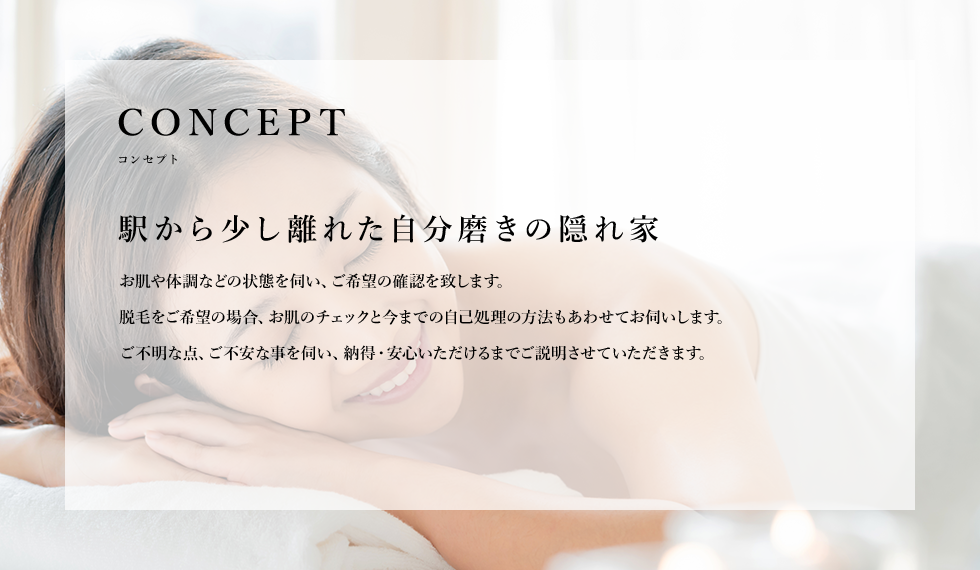 CONCEPT
コンセプト
駅から少し離れた自分磨きの隠れ家
お肌や体調などの状態を伺い、ご希望の確認を致します。
脱毛をご希望の場合、お肌のチェックと今までの自己処理の方法もあわせてお伺いします。
ご不明な点、ご不安な事を伺い、納得・安心いただけるまでご説明させていただきます。